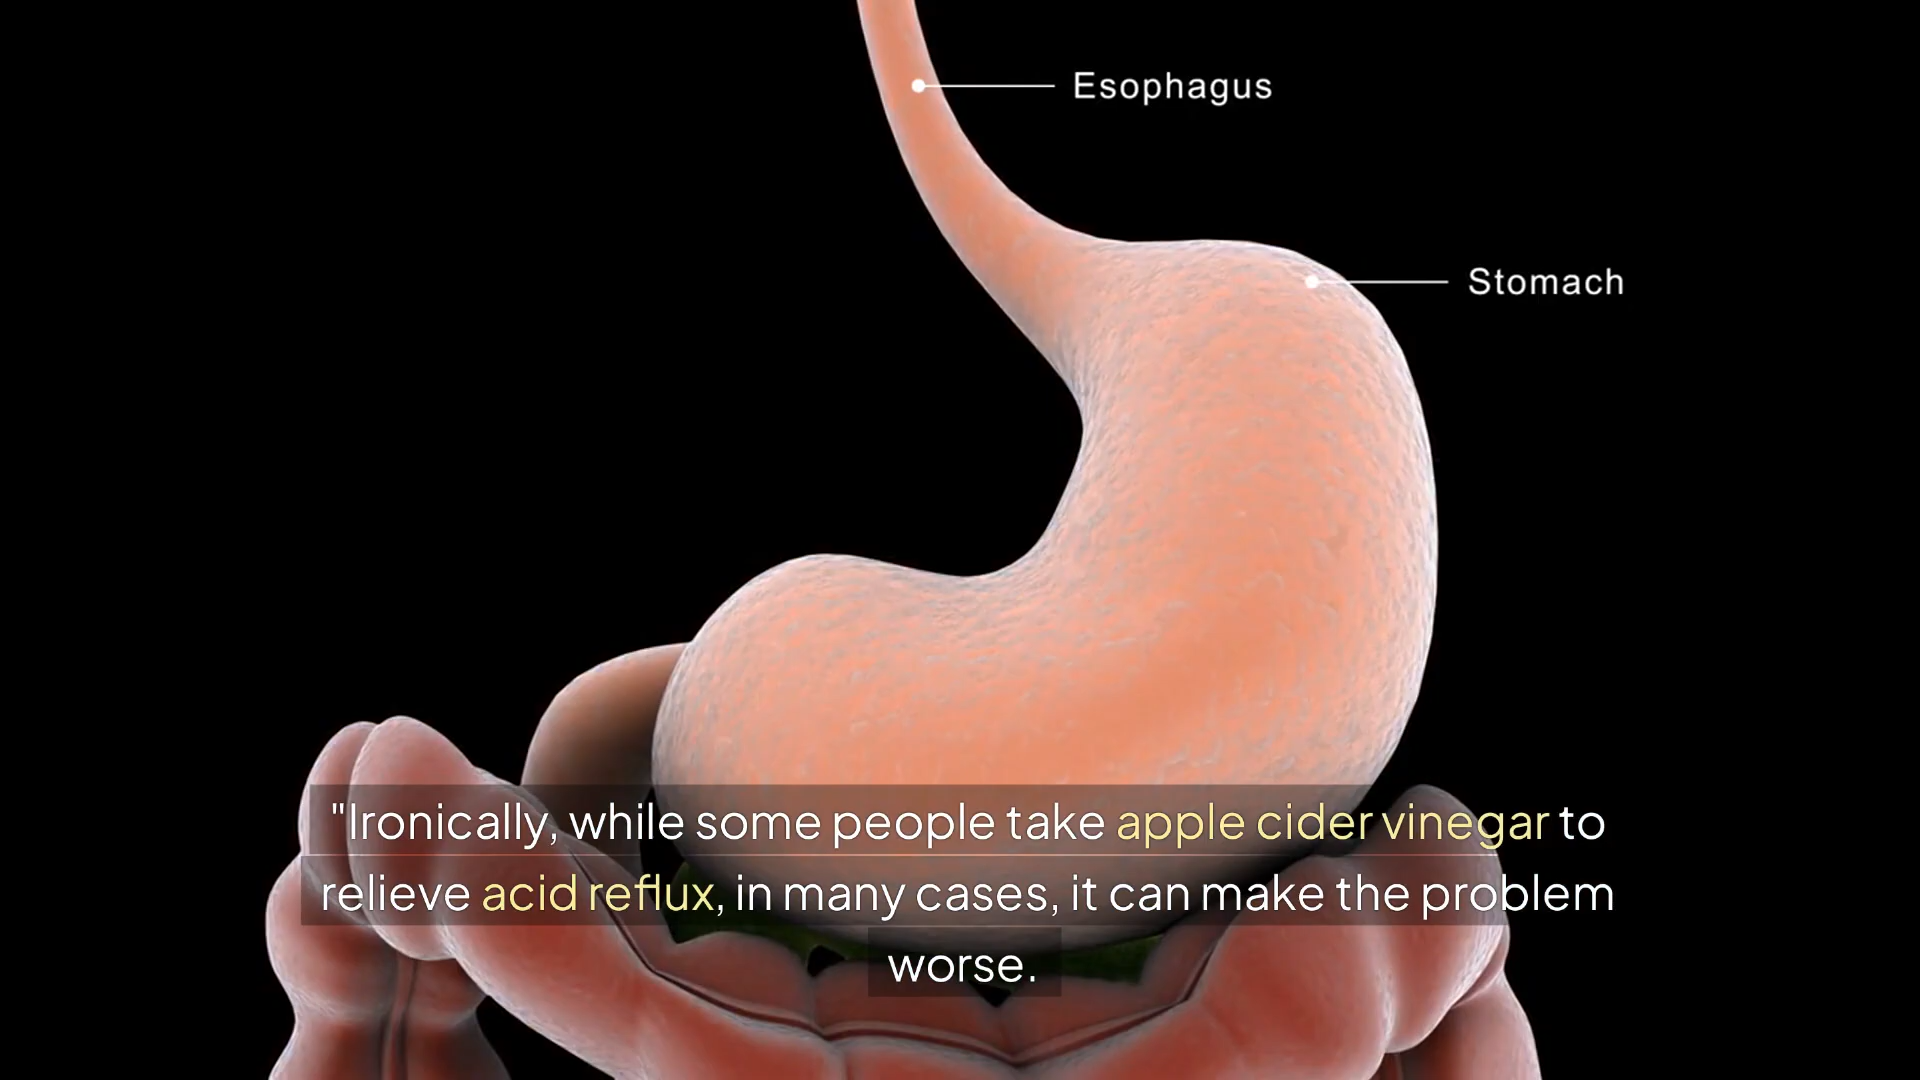 Esophagus
Stomach
"Ironically, while some people take apple cider vinegar to
relieve acid reflux, in many cases, it can make the problem
worse.